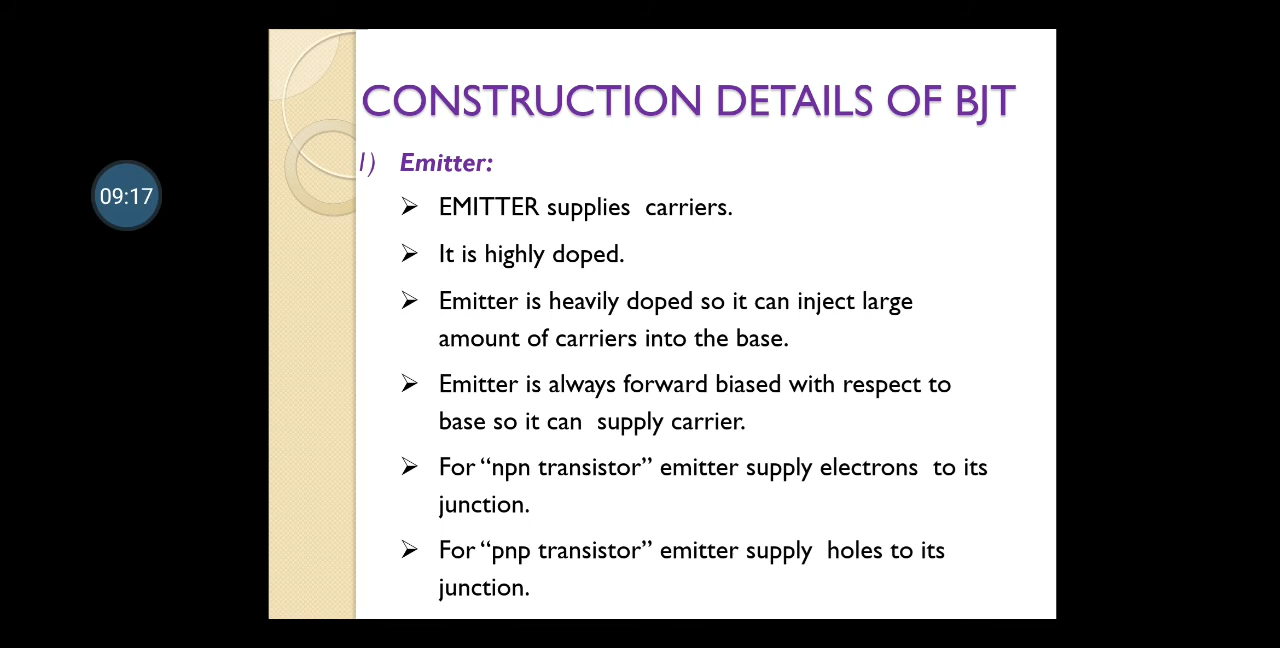 CONSTRUCTION DETAILS OF BJT
1) Emitter:
09:17
➢ EMITTER supplies carriers.
➢ It is highly doped.
➢ Emitter is heavily doped so it can inject large
amount of carriers into the base.
➢ Emitter is always forward biased with respect to
base so it can supply carrier.
➢ For “npn transistor” emitter supply electrons to its
junction.
➢ For “pnp transistor” emitter supply holes to its
junction.